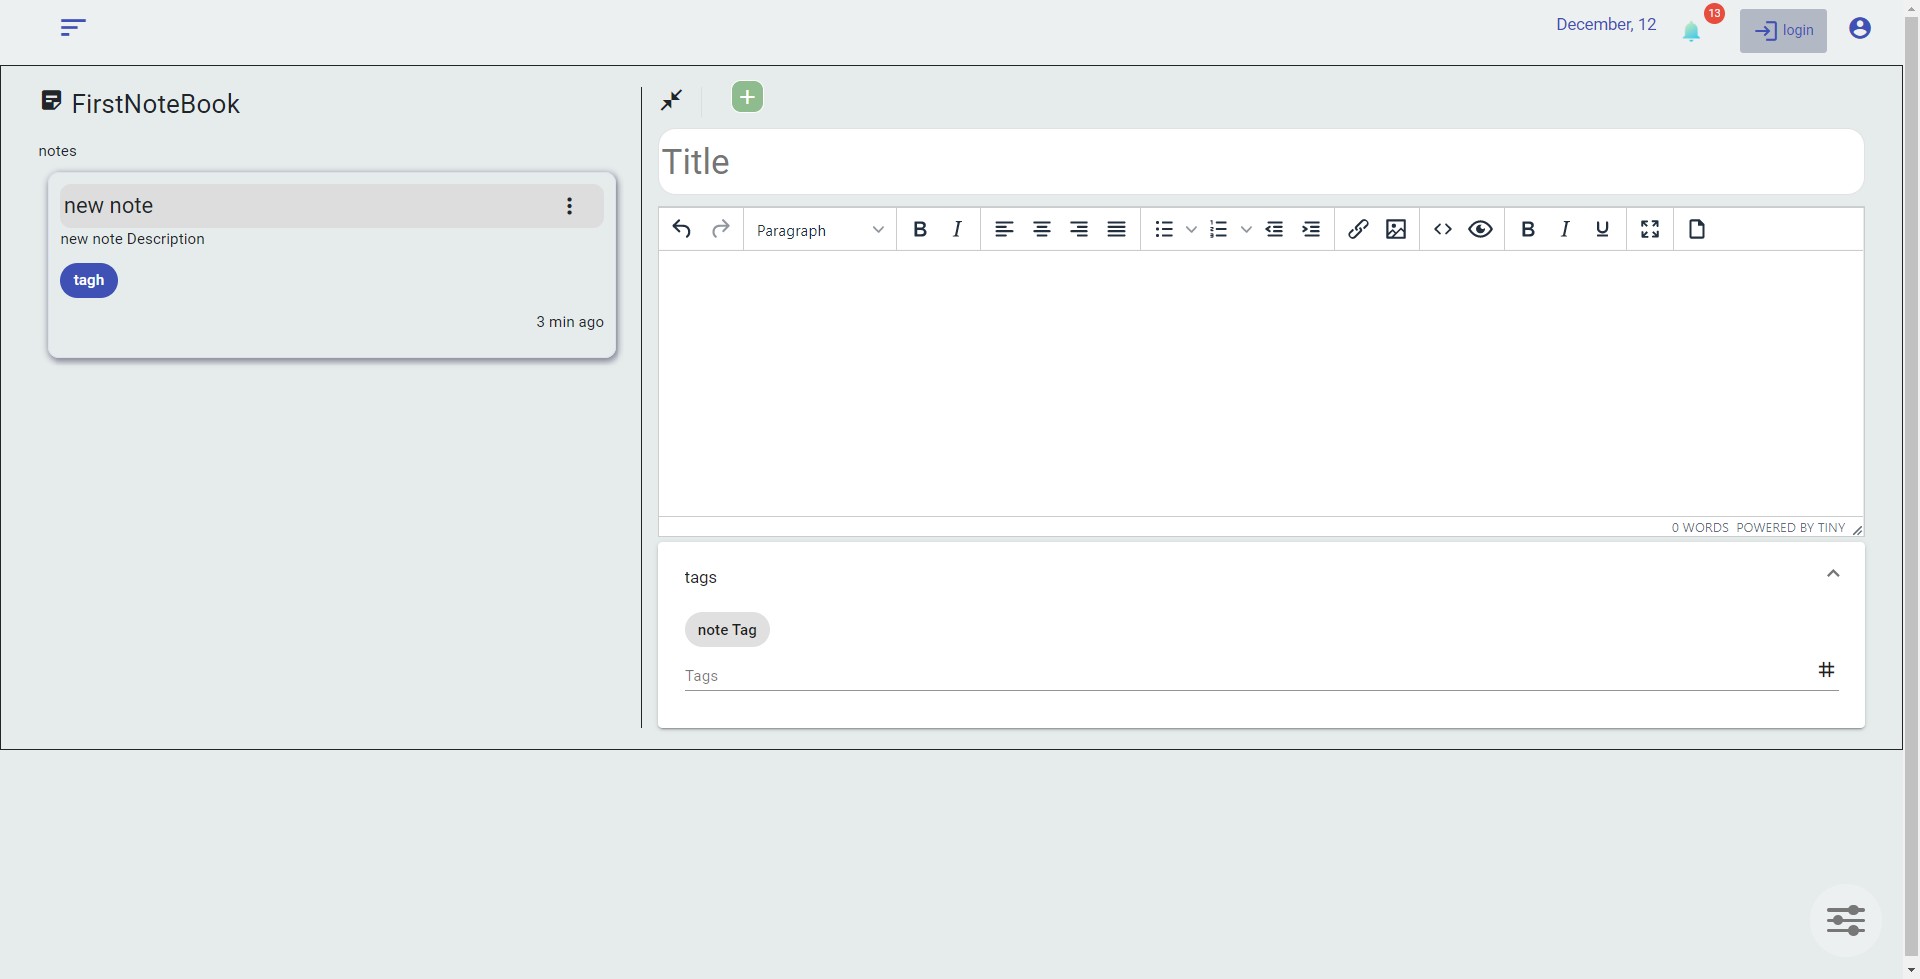 December, 12
13
login
FirstNoteBook
notes
new note
new note Description
tagh
3 min ago
Title
Paragraph
0 WORDS POWERED BY TINY
tags
note Tag
Tags